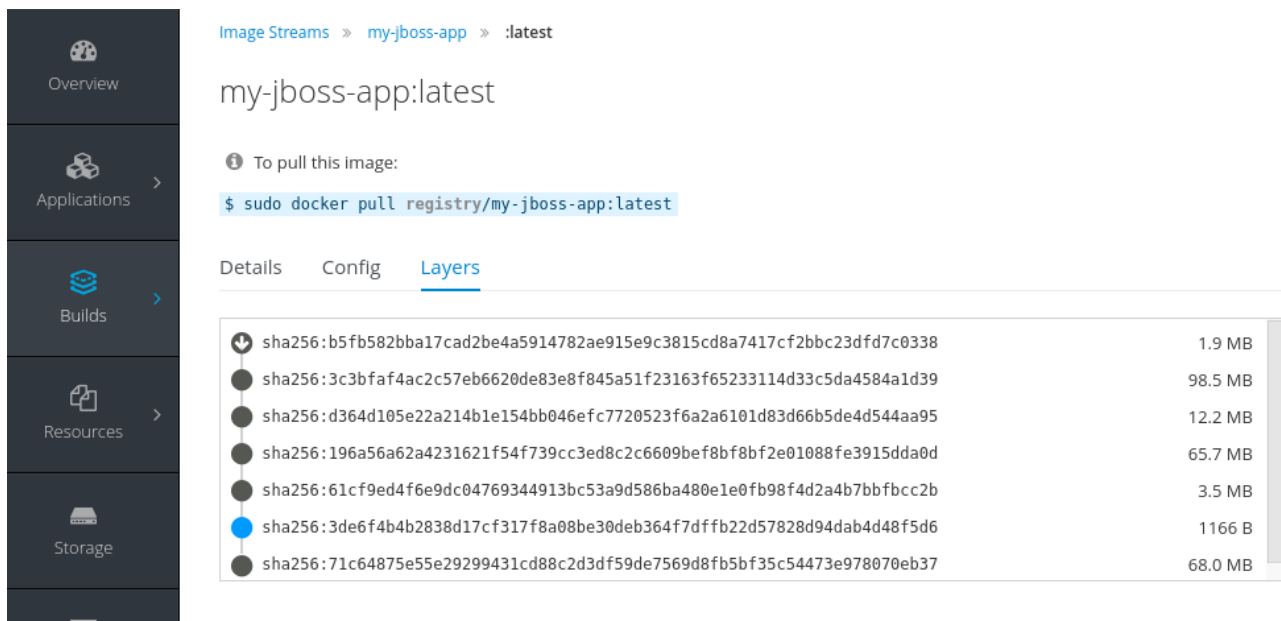 Image Streams » my-jboss-app » :latest
Overview
my-jboss-app:latest
To pull this image:
Applications
$ sudo docker pull registry/my-jboss-app:latest
Details Config Layers
Builds
sha256:b5fb582bba17cad2be4a5914782ae915e9c3815cd8a7417cf2bbc23dfd7c0338 1.9 MB
sha256:3c3bfaf4ac2c57eb6620de83e8f845a51f23163f65233114d33c5da4584a1d39 98.5 MB
sha256:d364d105e22a214b1e154bb046efc7720523f6a2a6101d83d66b5de4d544aa95 12.2 MB
Resources
sha256:196a56a62a4231621f54f739cc3ed8c2c6609bef8bf8bf2e01088fe3915dda0d 65.7 MB
sha256:61cf9ed4f6e9dc04769344913bc53a9d586ba480e1e0fb98f4d2a4b7bbfbcc2b 3.5 MB
sha256:3de6f4b4b2838d17cf317f8a08be30deb364f7dffb22d57828d94dab4d48f5d6 1166 B
Storage
sha256:71c64875e55e29299431cd88c2d3df59de7569d8fb5bf35c54473e978070eb37 68.0 MB